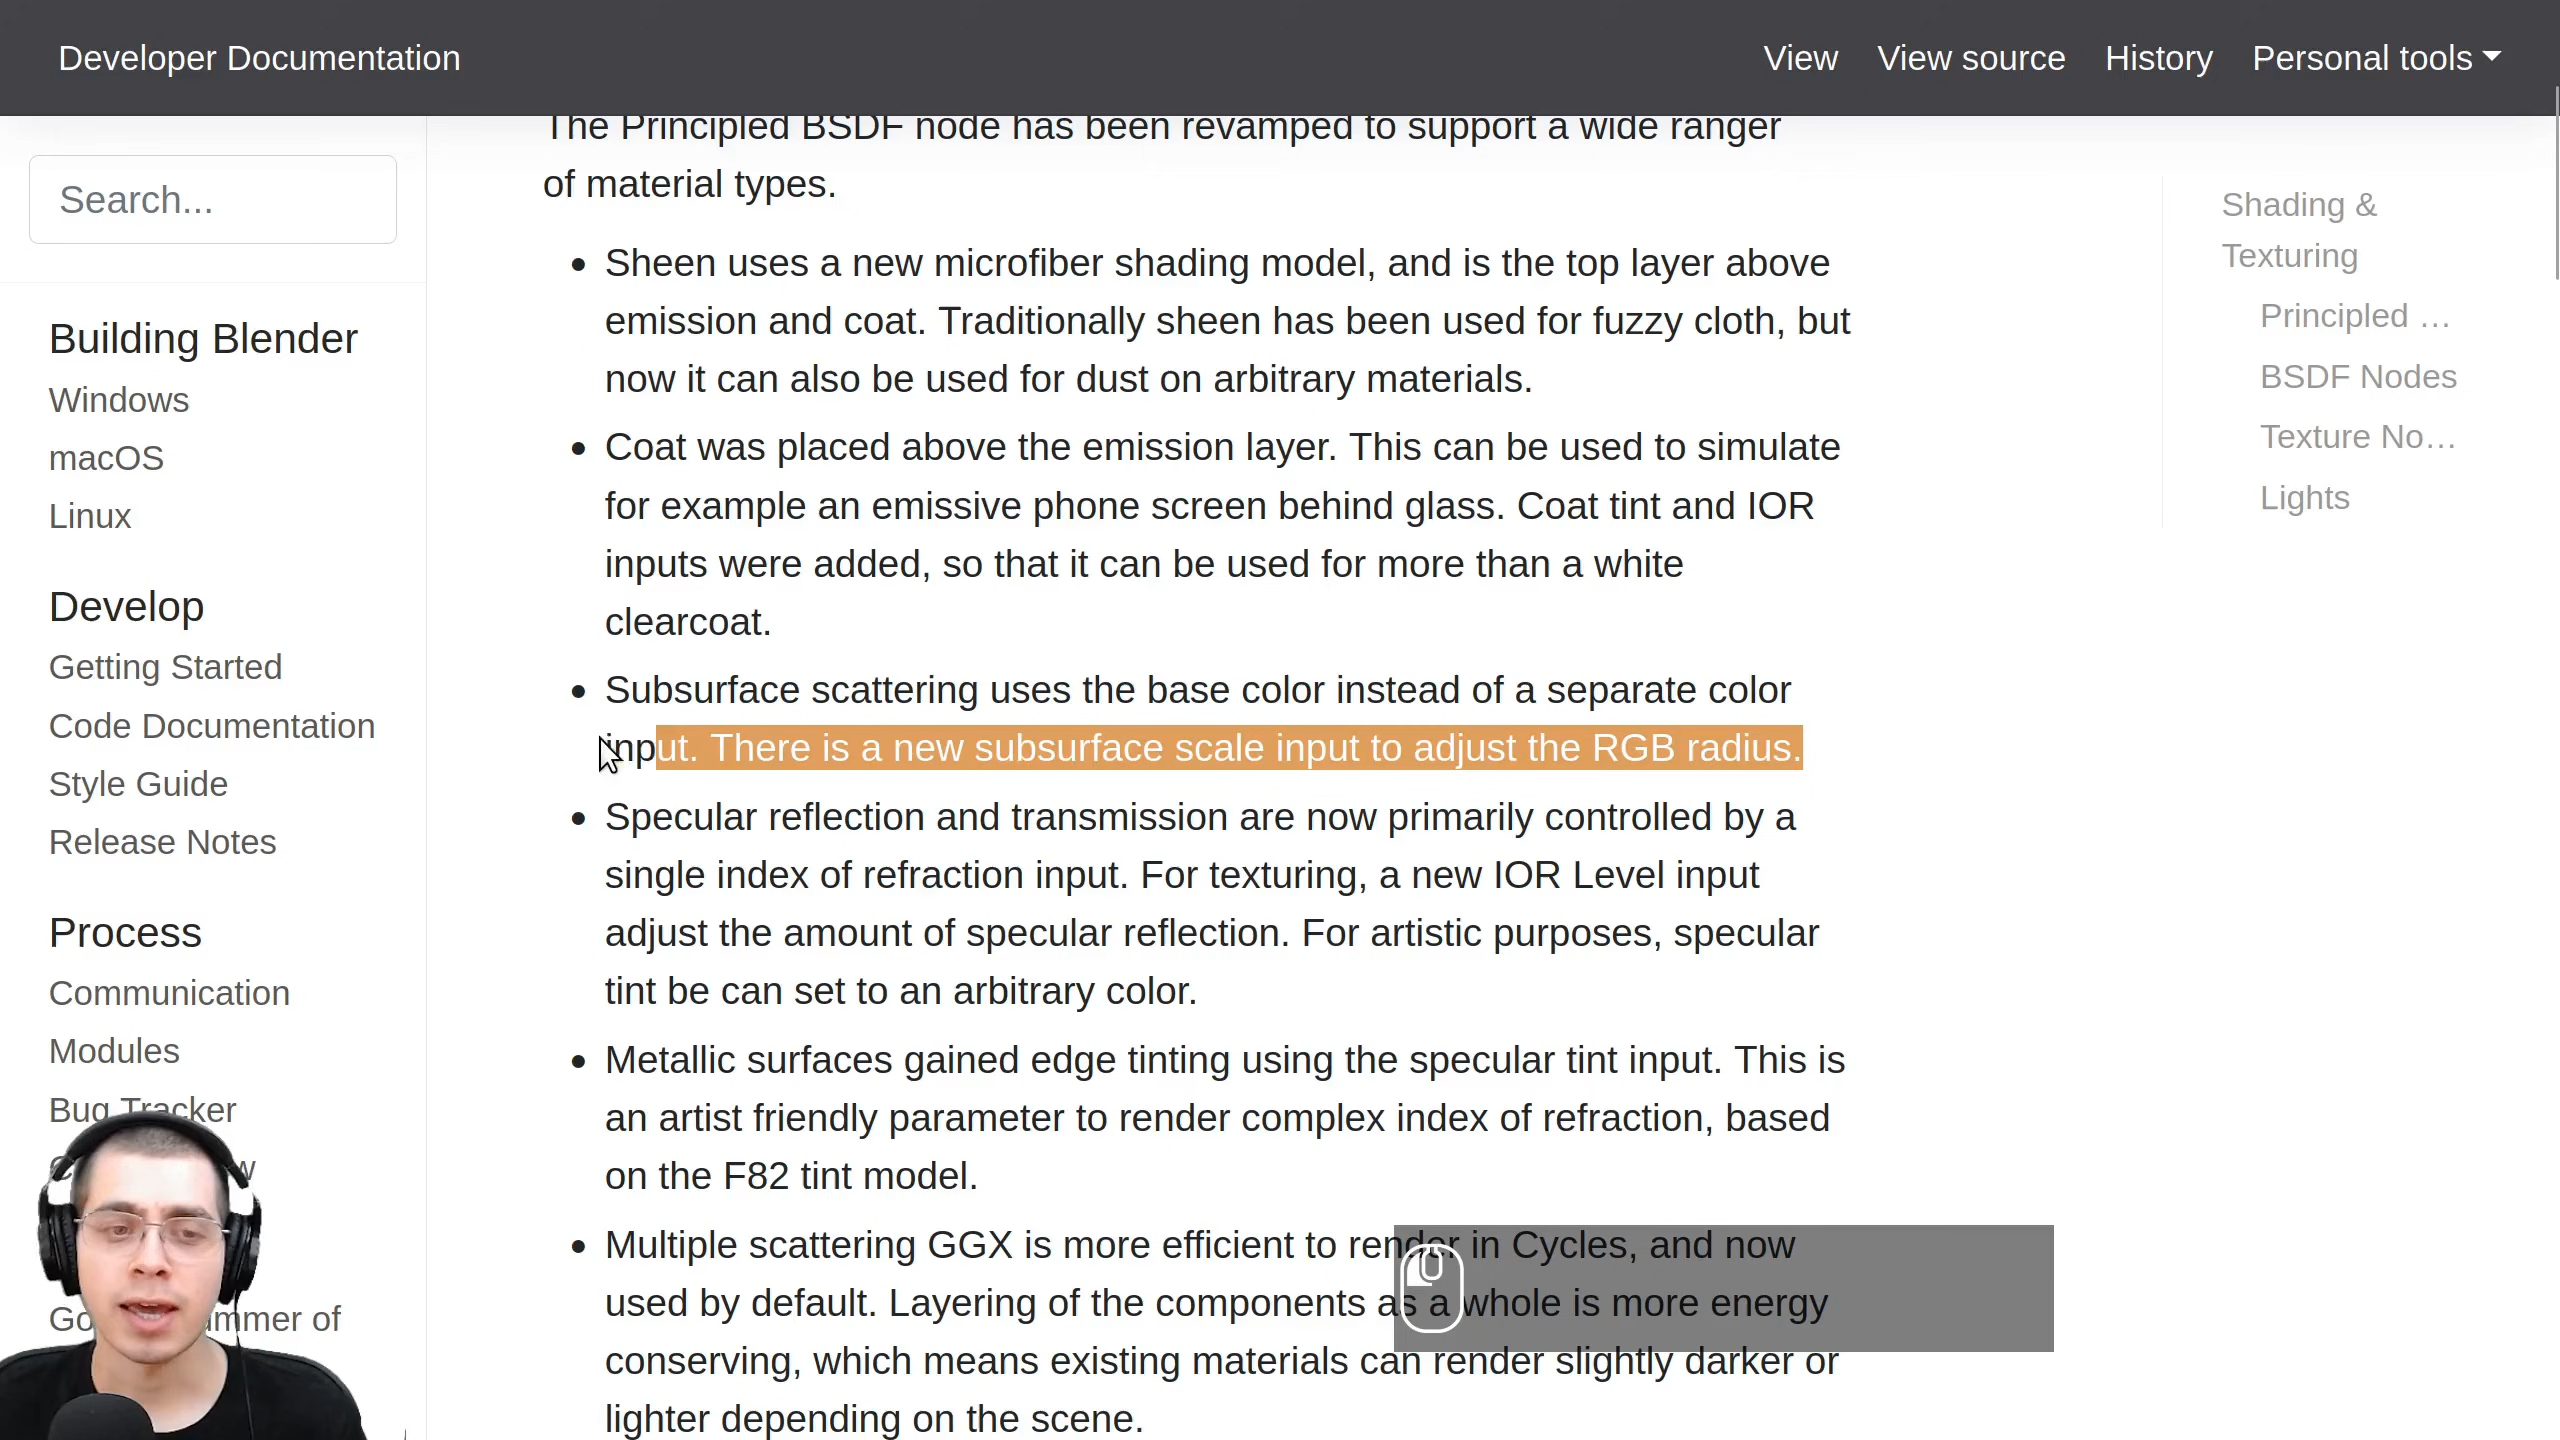 Developer Documentation
View
View source
History
Personal tools
Search...
Building Blender
Windows
macOS
Linux
Develop
Getting Started
Code Documentation
Style Guide
Release Notes
Process
Communication
Modules
Bug Tracker
mmer of
The Principled BSDF node has been revamped to support a wide ranger
of material types.
Sheen uses a new microfiber shading model, and is the top layer above
emission and coat. Traditionally sheen has been used for fuzzy cloth, but
now it can also be used for dust on arbitrary materials.
Coat was placed above the emission layer. This can be used to simulate
for example an emissive phone screen behind glass. Coat tint and IOR
inputs were added, so that it can be used for more than a white
clearcoat.
Subsurface scattering uses the base color instead of a separate color
input. There is a new subsurface scale input to adjust the RGB radius.
Specular reflection and transmission are now primarily controlled by a
single index of refraction input. For texturing, a new IOR Level input
adjust the amount of specular reflection. For artistic purposes, specular
tint be can set to an arbitrary color.
Metallic surfaces gained edge tinting using the specular tint input. This is
an artist friendly parameter to render complex index of refraction, based
on the F82 tint model.
Multiple scattering GGX is more efficient to render in Cycles, and now
used by default. Layering of the components as a whole is more energy
conserving, which means existing materials can render slightly darker or
lighter depending on the scene.
Shading &
Texturing
Principled ...
BSDF Nodes
Texture No...
Lights